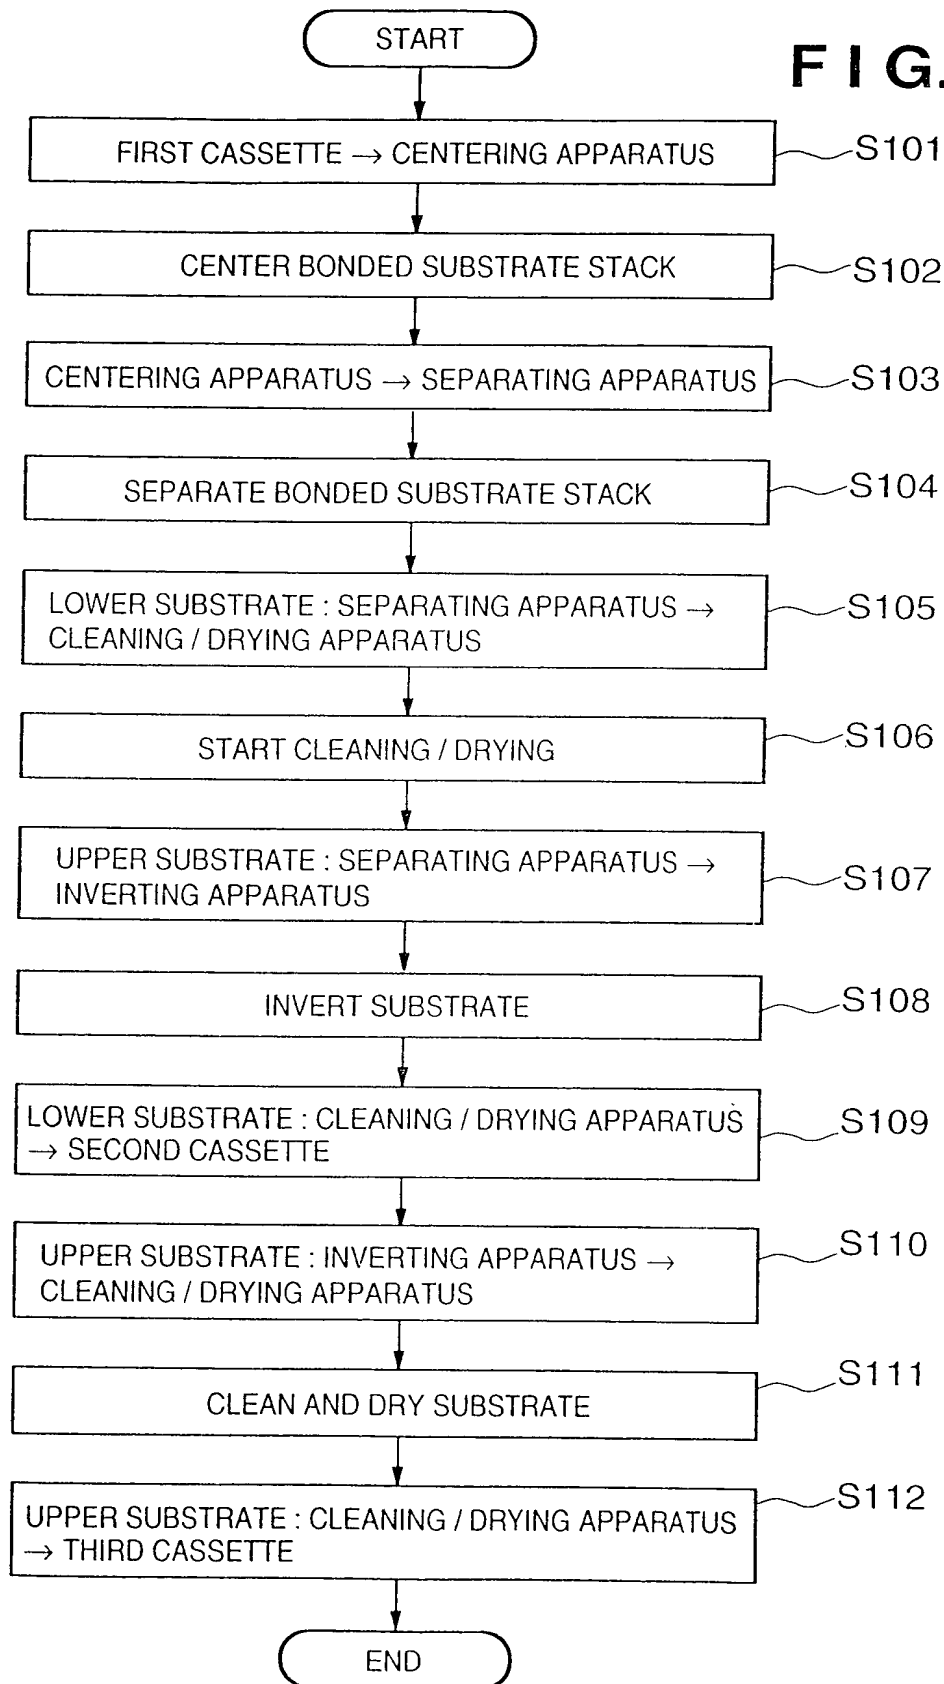 START
FIG.
FIRST CASSETTE → CENTERING APPARATUS
S101
CENTER BONDED SUBSTRATE STACK
S102
CENTERING APPARATUS → SEPARATING APPARATUS
S103
SEPARATE BONDED SUBSTRATE STACK
S104
LOWER SUBSTRATE : SEPARATING APPARATUS →
CLEANING / DRYING APPARATUS
S105
START CLEANING / DRYING
S106
UPPER SUBSTRATE : SEPARATING APPARATUS →
INVERTING APPARATUS
S107
INVERT SUBSTRATE
S108
LOWER SUBSTRATE : CLEANING / DRYING APPARATUS
→ SECOND CASSETTE
S109
UPPER SUBSTRATE : INVERTING APPARATUS →
CLEANING / DRYING APPARATUS
S110
CLEAN AND DRY SUBSTRATE
S111
UPPER SUBSTRATE : CLEANING / DRYING APPARATUS
→ THIRD CASSETTE
S112
END